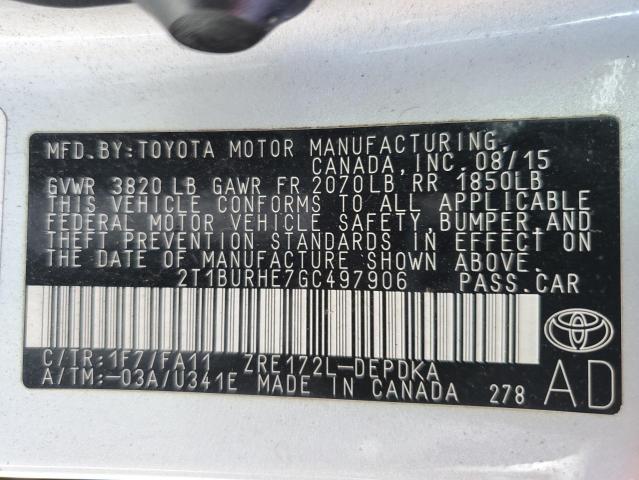 MFD.BY:TOYOTA MOTOR MANUFACTURING,
CANADA,INC.08/15
GVWR 3820 LB GAWR FR 2070LB RR 1850LB
THIS VEHICLE CONFORMS TO ALL APPLICABLE
FEDERAL MOTOR VEHICLE SAFETY,BUMPER,AND
THEFT PREVENTION STANDARDS IN EFFECT ON
THE DATE OF MANUFACTURE SHOWN ABOVE.
2T1BURHE7GC497906 PASS.CAR
C/TR:1F7/FA11 ZRE172L-DEPDKA
A/TM:-03A/U341E MADE IN CANADA 278
AD